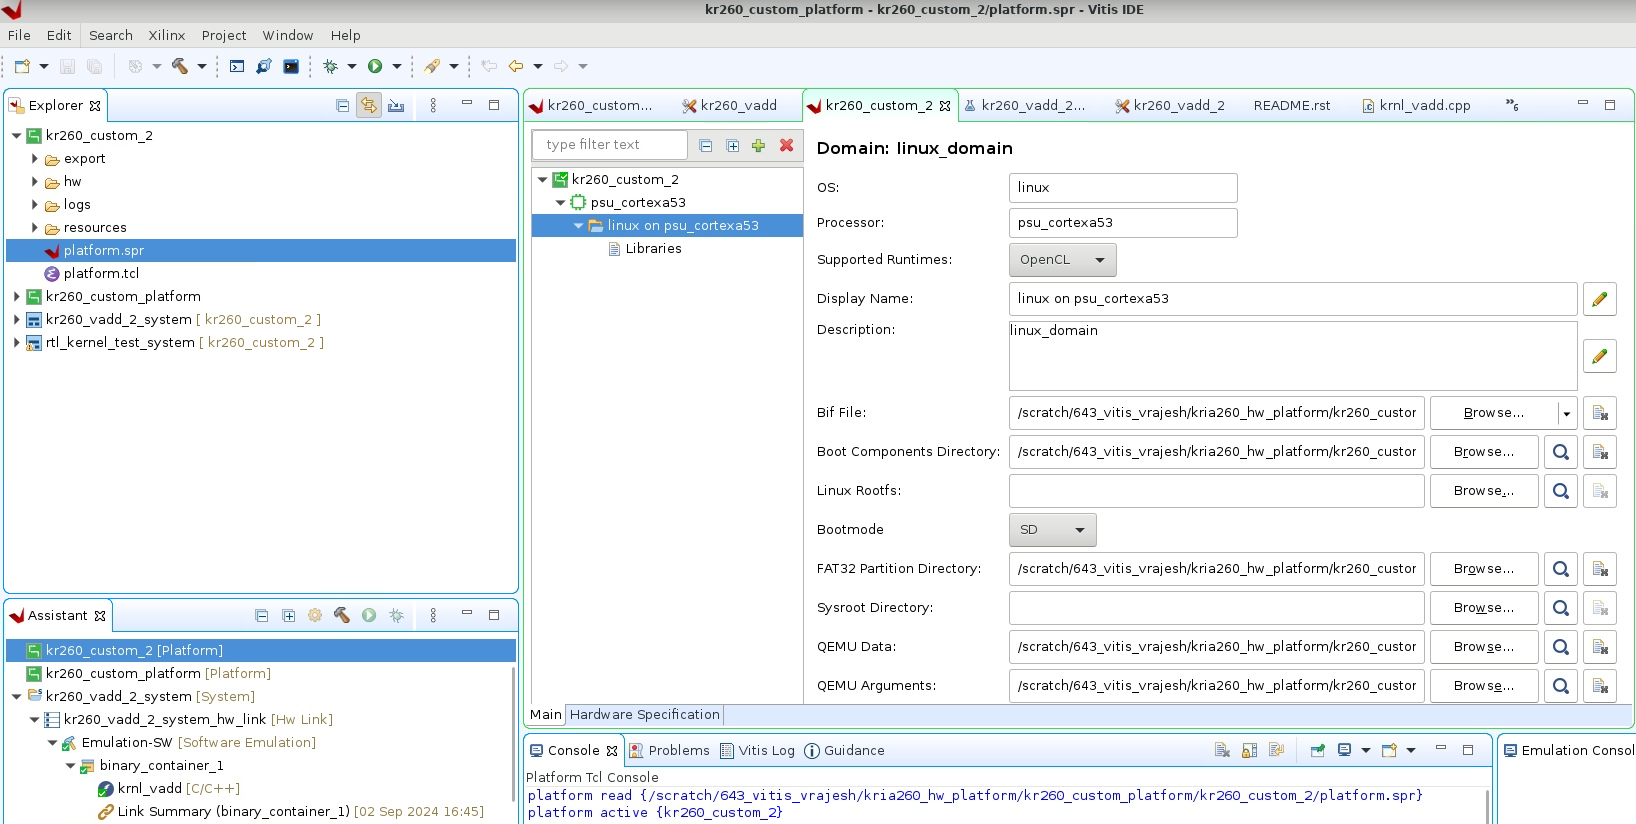 kr260_custom_platform - kr260_custom_2/platform.spr - Vitis IDE
File Edit Search Xilinx Project Window Help
Explorer
kr260_custom_2
export
hw
logs
resources
platform.spr
platform.tcl
kr260_custom_platform
kr260_vadd_2_system [ kr260_custom_2 ]
rtl_kernel_test_system [ kr260_custom_2 ]
Assistant
kr260_custom_2 [Platform]
kr260_custom_platform [Platform]
kr260_vadd_2_system [System]
kr260_vadd_2_system_hw_link [Hw Link]
Emulation-SW [Software Emulation]
binary_container_1
krnl_vadd [C/C++]
Link Summary (binary_container_1) [02 Sep 2024 16:45]
kr260_custom... kr260_vadd kr260_custom_2 kr260_vadd_2... kr260_vadd_2 README.rst krnl_vadd.cpp »6
type filter text
kr260_custom_2
psu_cortexa53
linux on psu_cortexa53
Libraries
Domain: linux_domain
OS: linux
Processor: psu_cortexa53
Supported Runtimes: OpenCL
Display Name: linux on psu_cortexa53
Description: linux_domain
Bif File: /scratch/643_vitis_vrajesh/kria260_hw_platform/kr260_custor Browse...
Boot Components Directory: /scratch/643_vitis_vrajesh/kria260_hw_platform/kr260_custor Browse...
Linux Rootfs: Browse...
Bootmode SD
FAT32 Partition Directory: /scratch/643_vitis_vrajesh/kria260_hw_platform/kr260_custor Browse...
Sysroot Directory: Browse...
QEMU Data: /scratch/643_vitis_vrajesh/kria260_hw_platform/kr260_custor Browse...
QEMU Arguments: /scratch/643_vitis_vrajesh/kria260_hw_platform/kr260_custor Browse...
Main Hardware Specification
Console Problems Vitis Log Guidance
Platform Tcl Console
platform read {/scratch/643_vitis_vrajesh/kria260_hw_platform/kr260_custom_platform/kr260_custom_2/platform.spr}
platform active {kr260_custom_2}
Emulation Consol